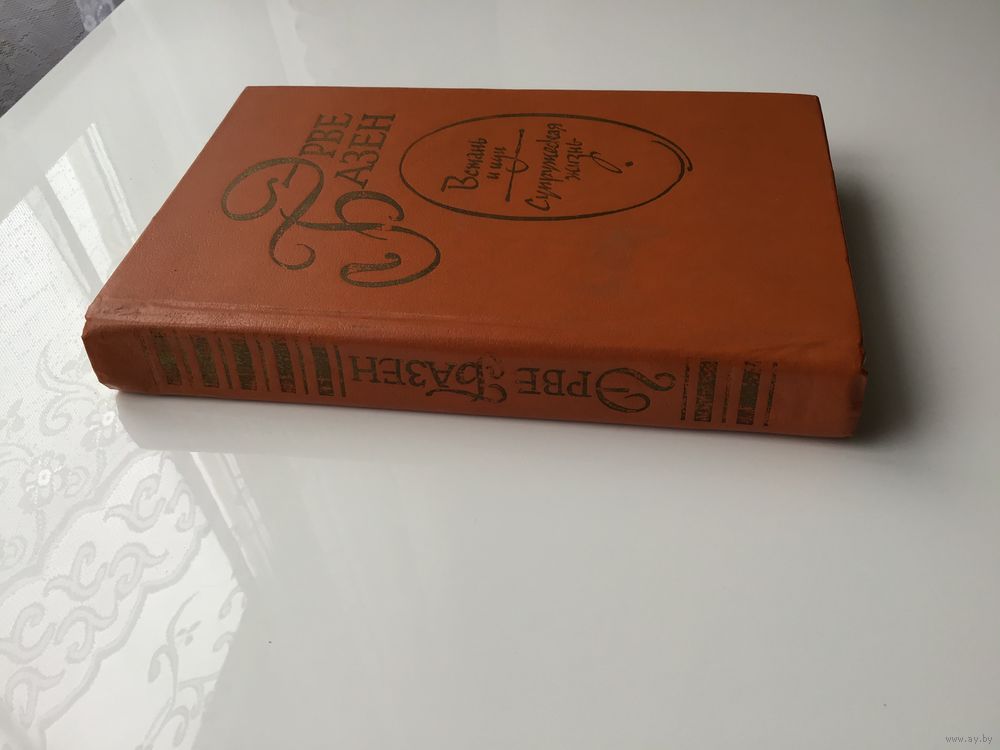 ЭРВЕ
БАЗЕН
Встань
и иди
Супружеская
жизнь
ЭРВЕ БАЗЕН
www.ay.by